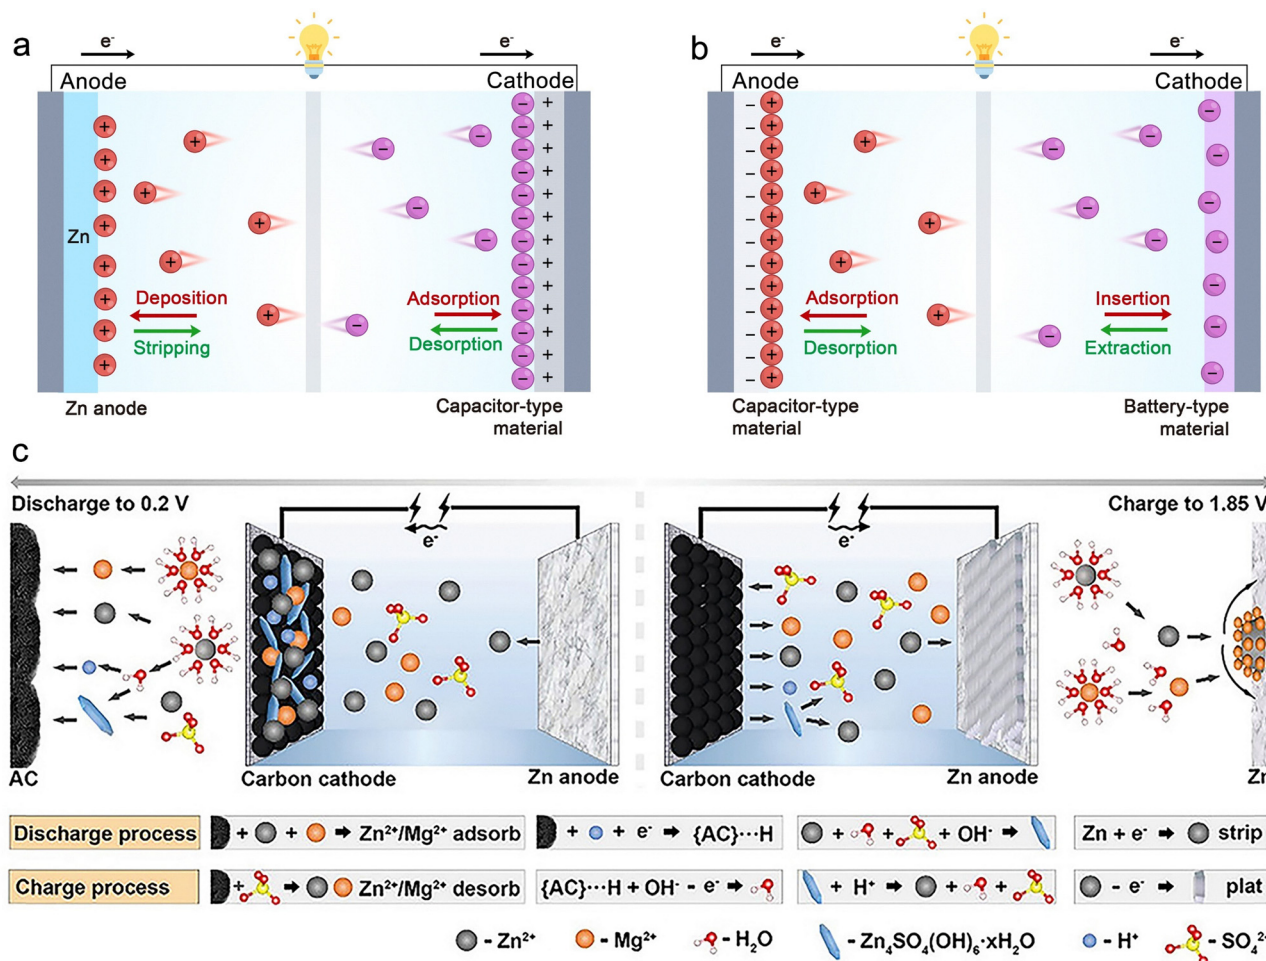 a
e⁻
e⁻
Anode
Cathode
Zn
Deposition
Stripping
Adsorption
Desorption
Zn anode
Capacitor-type
material
b
e⁻
e⁻
Anode
Cathode
Adsorption
Desorption
Insertion
Extraction
Capacitor-type
material
Battery-type
material
c
Discharge to 0.2 V
Charge to 1.85 V
e⁻
e⁻
AC
Carbon cathode
Zn anode
Carbon cathode
Zn anode
Zn
Discharge process
+ + Zn²⁺/Mg²⁺ adsorb
+ + e⁻ {AC}···H
+ + + OH⁻
Zn + e⁻ strip
Charge process
+ Zn²⁺/Mg²⁺ desorb
{AC}···H + OH⁻ - e⁻
+ H⁺ + +
- e⁻ plat
- Zn²⁺
- Mg²⁺
- H₂O
- Zn₄SO₄(OH)₆·xH₂O
- H⁺
- SO₄²